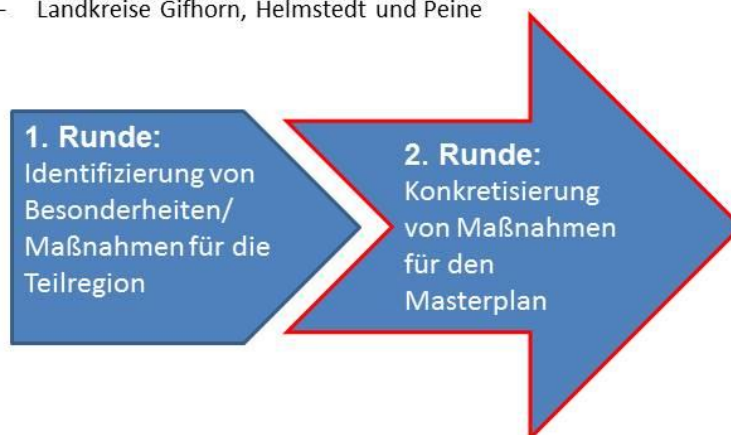 - Landkreise Gifhorn, Helmstedt und Peine
1. Runde:
Identifizierung von
Besonderheiten/
Maßnahmen für die
Teilregion
2. Runde:
Konkretisierung
von Maßnahmen
für den
Masterplan